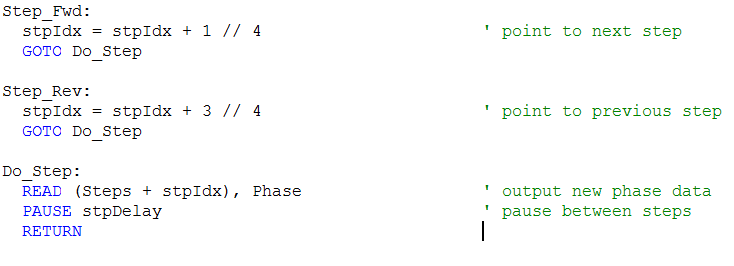 Step_Fwd:
  stpIdx = stpIdx + 1 // 4                      ' point to next step
  GOTO Do_Step

Step_Rev:
  stpIdx = stpIdx + 3 // 4                      ' point to previous step
  GOTO Do_Step

Do_Step:
  READ (Steps + stpIdx), Phase                  ' output new phase data
  PAUSE stpDelay                                ' pause between steps
  RETURN